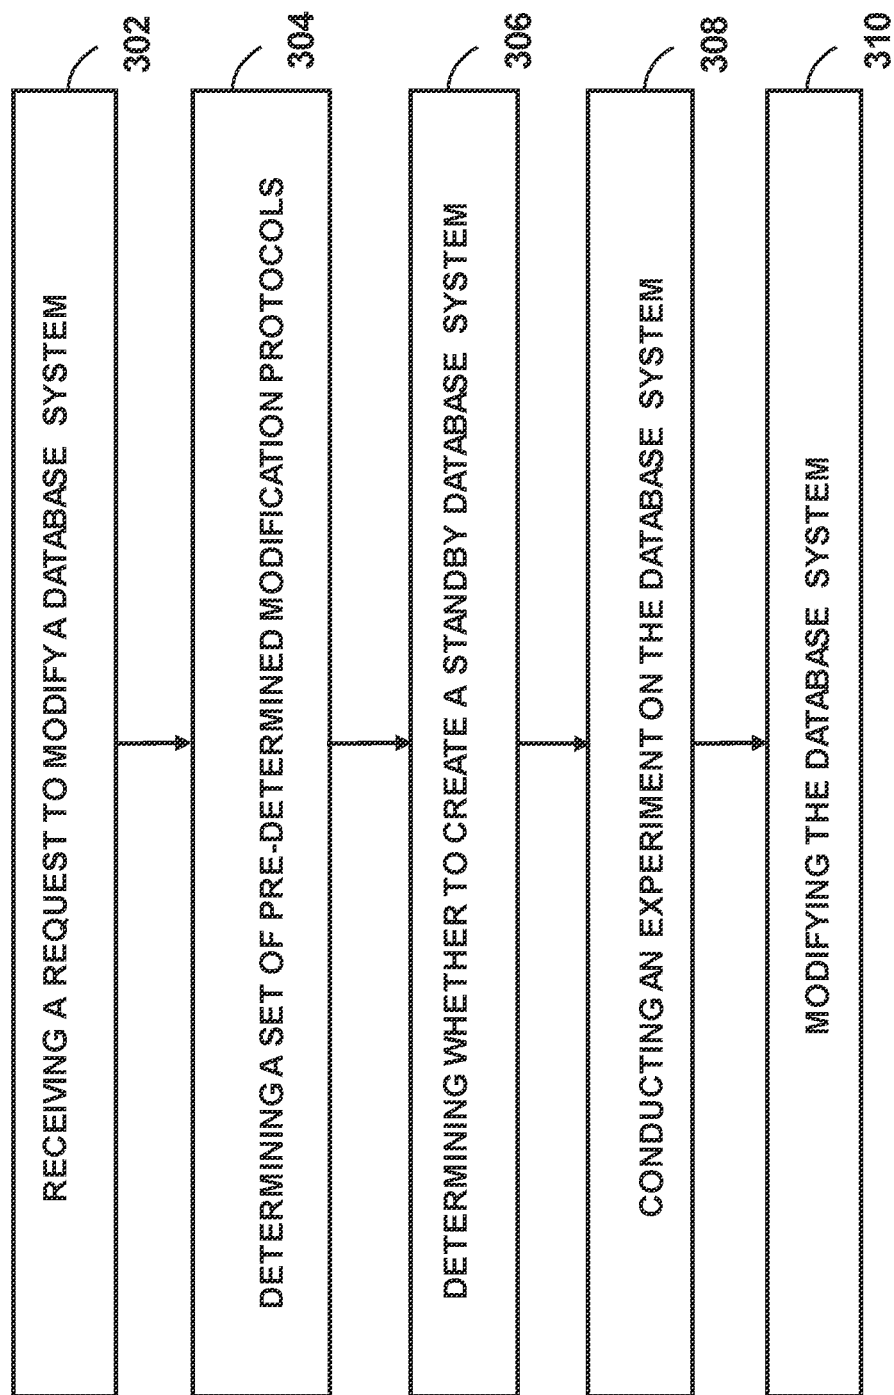 RECEIVING A REQUEST TO MODIFY A DATABASE SYSTEM
302
DETERMINING A SET OF PRE-DETERMINED MODIFICATION PROTOCOLS
304
DETERMINING WHETHER TO CREATE A STANDBY DATABASE SYSTEM
306
CONDUCTING AN EXPERIMENT ON THE DATABASE SYSTEM
308
MODIFYING THE DATABASE SYSTEM
310